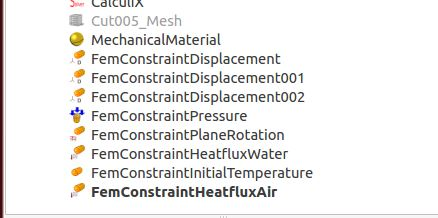 CalculiX
Cut005_Mesh
MechanicalMaterial
FemConstraintDisplacement
FemConstraintDisplacement001
FemConstraintDisplacement002
FemConstraintPressure
FemConstraintPlaneRotation
FemConstraintHeatfluxWater
FemConstraintInitialTemperature
FemConstraintHeatfluxAir